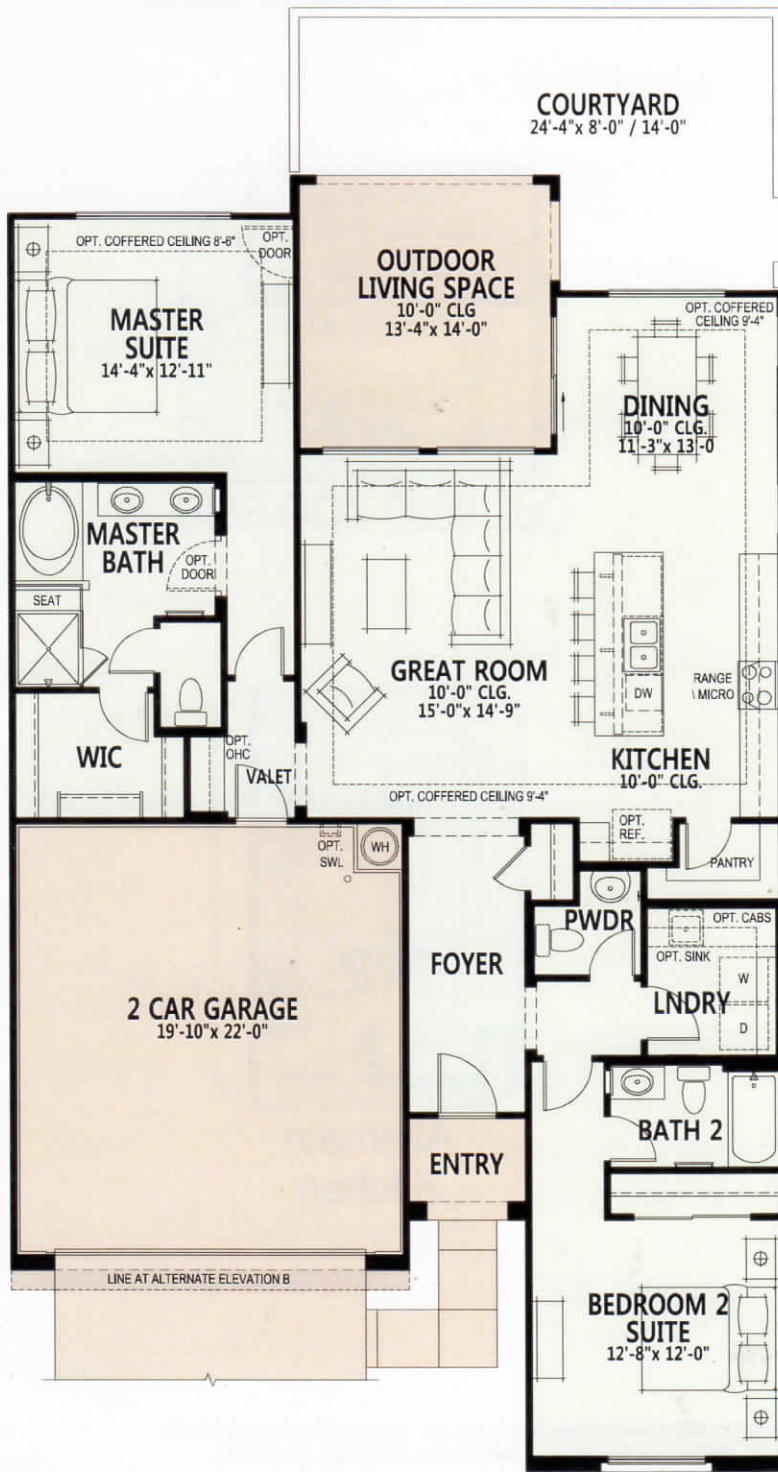 COURTYARD
24'-4" x 8'-0" / 14'-0"
OPT. COFFERED CEILING 8'-6"
OPT.
DOOR
MASTER
SUITE
14'-4" x 12'-11"
OUTDOOR
LIVING SPACE
10'-0" CLG
13'-4" x 14'-0"
OPT. COFFERED
CEILING 9'-4"
DINING
10'-0" CLG.
11'-3" x 13'-0
MASTER
BATH
OPT.
DOOR
SEAT
GREAT ROOM
10'-0" CLG.
15'-0" x 14'-9"
DW
RANGE
\ MICRO
KITCHEN
10'-0" CLG.
WIC
OPT.
OHC
VALET
OPT. COFFERED CEILING 9'-4"
OPT.
REF.
PANTRY
OPT.
SWL
WH
2 CAR GARAGE
19'-10" x 22'-0"
FOYER
PWDR
OPT. CABS
OPT. SINK
W
LNDRY
D
BATH 2
ENTRY
LINE AT ALTERNATE ELEVATION B
BEDROOM 2
SUITE
12'-8" x 12'-0"